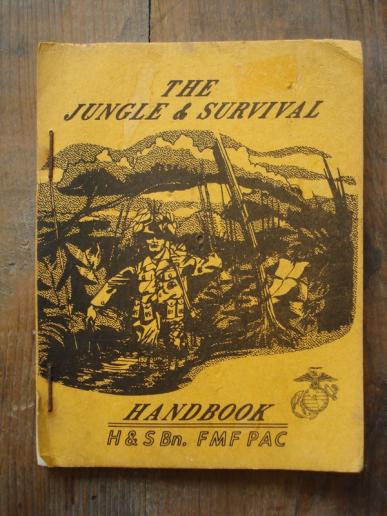 THE
JUNGLE & SURVIVAL
HANDBOOK
H & S Bn. FMF PAC